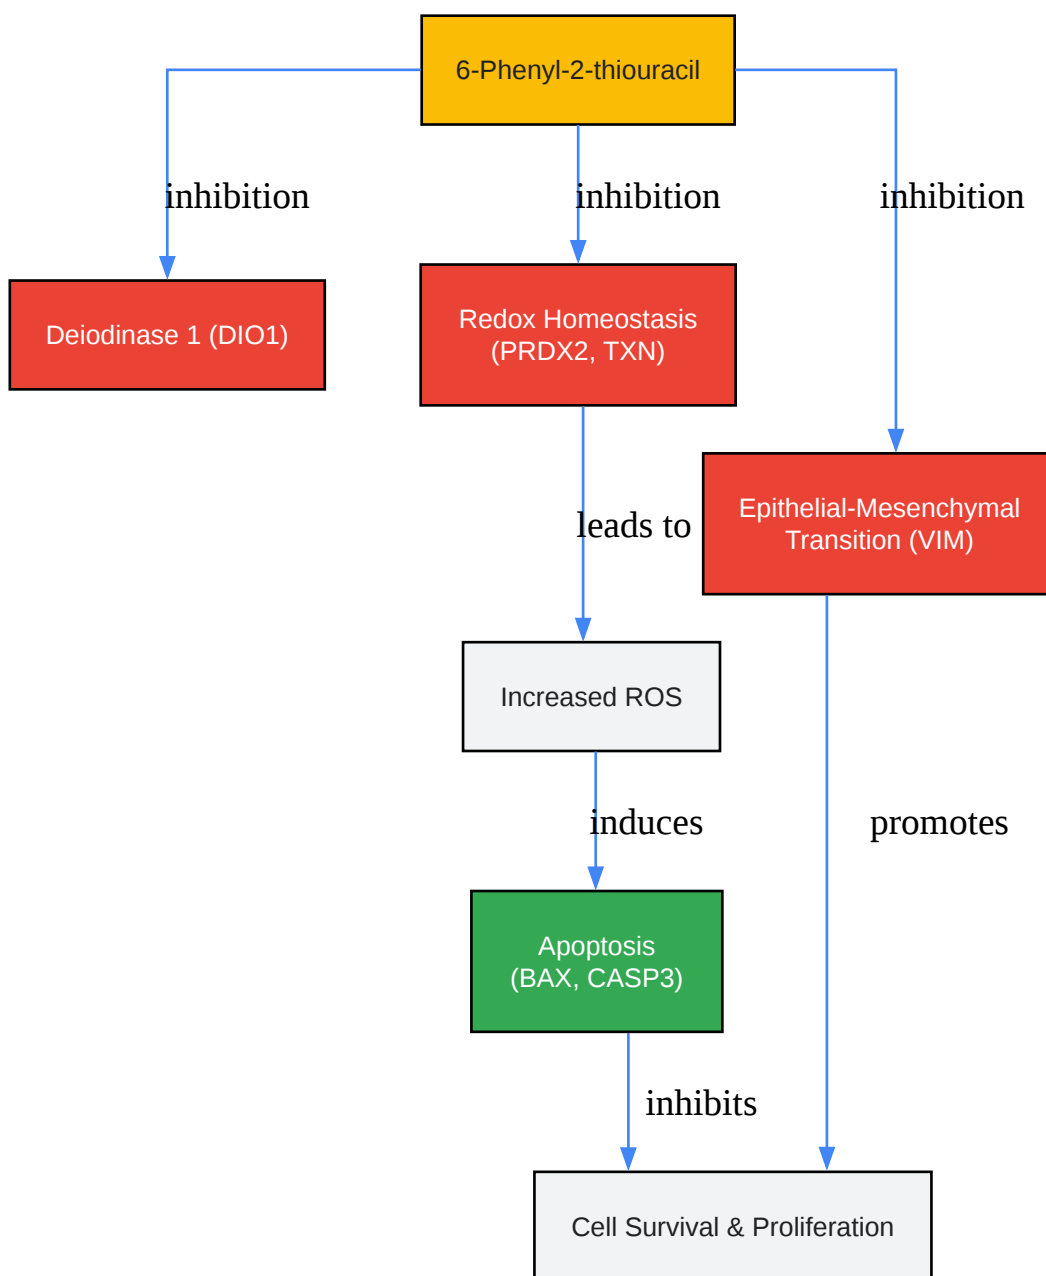 6-Phenyl-2-thiouracil
inhibition
inhibition
inhibition
Deiodinase 1 (DIO1)
Redox Homeostasis
(PRDX2, TXN)
leads to
Epithelial-Mesenchymal
Transition (VIM)
Increased ROS
induces
promotes
Apoptosis
(BAX, CASP3)
inhibits
Cell Survival & Proliferation